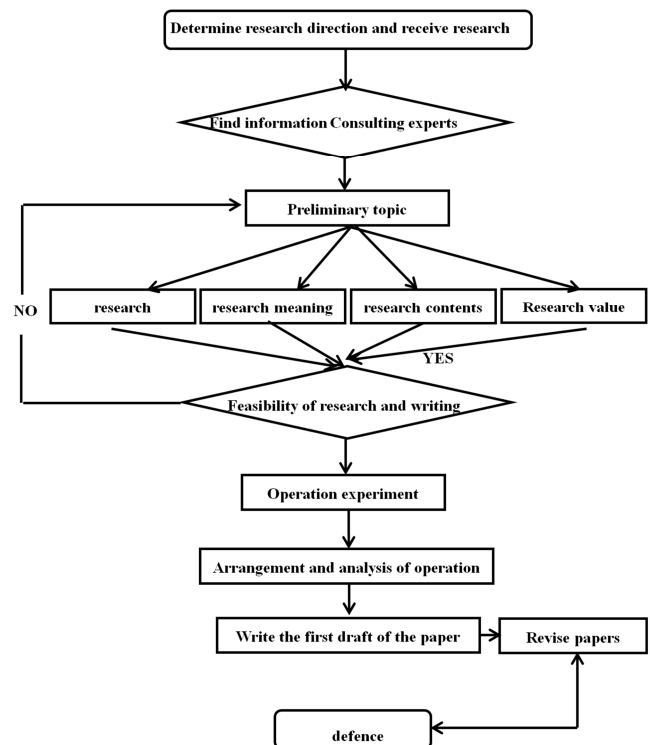 Determine research direction and receive research
Find information Consulting experts
Preliminary topic
NO
research
research meaning
research contents
Research value
YES
Feasibility of research and writing
Operation experiment
Arrangement and analysis of operation
Write the first draft of the paper
Revise papers
defence